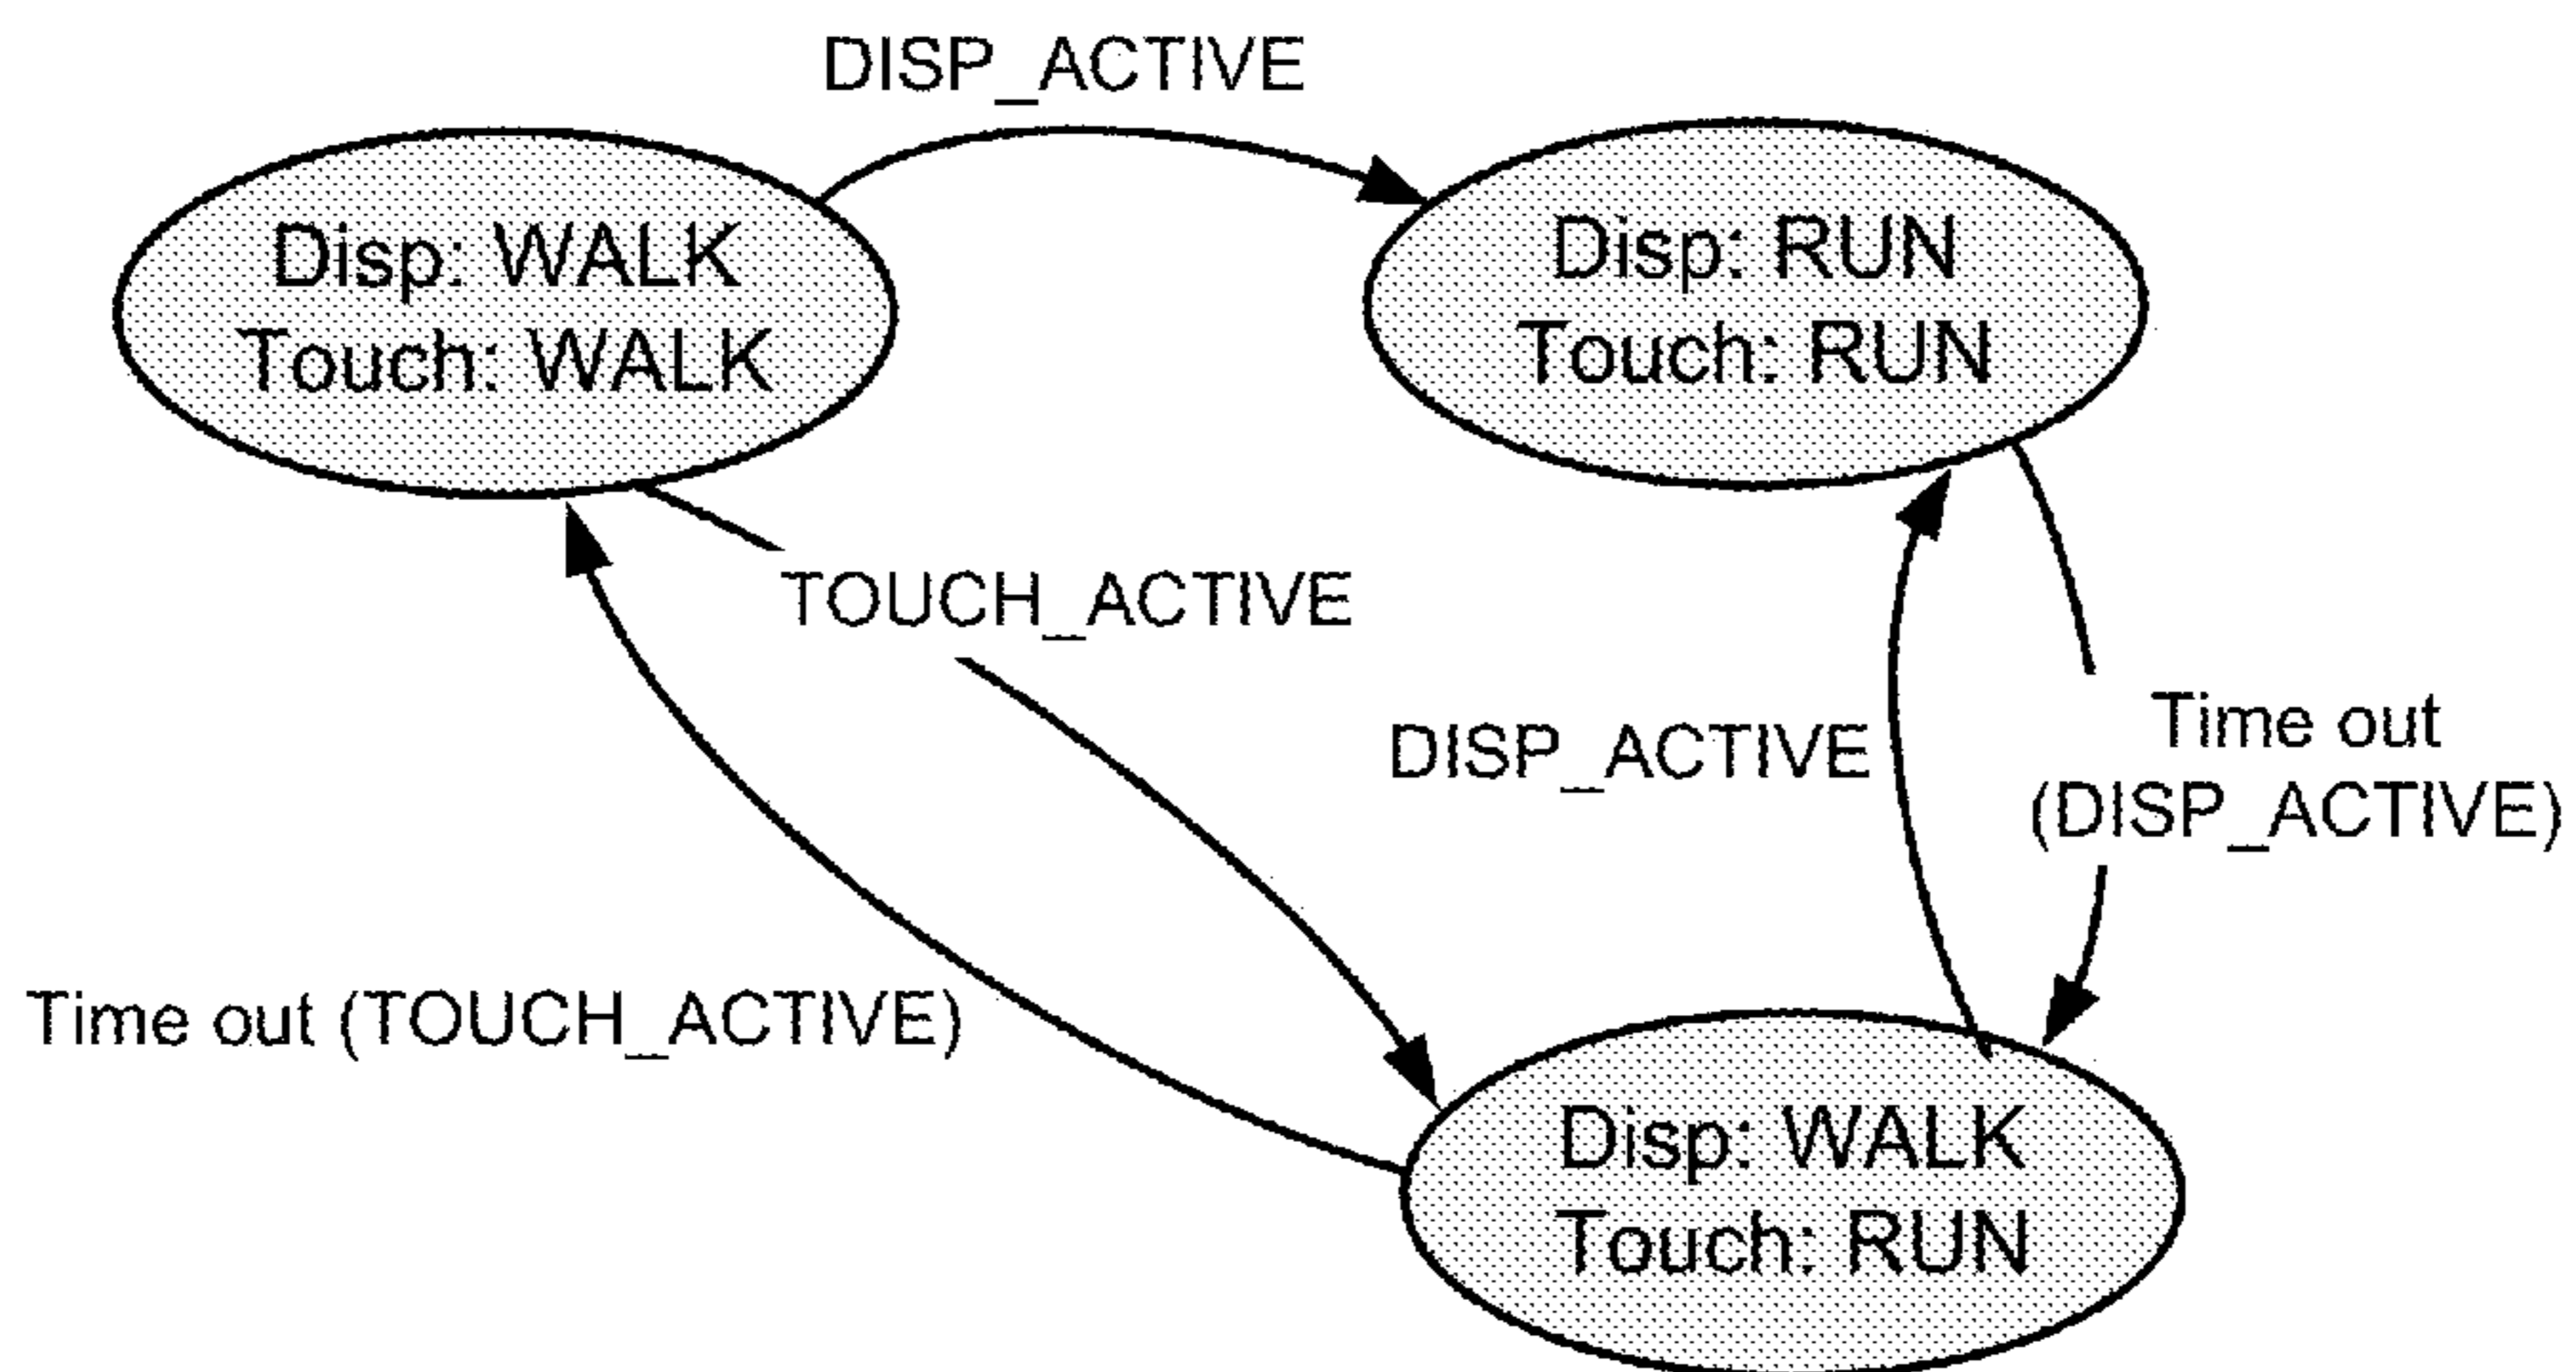 DISP_ACTIVE
Disp: WALK
Touch: WALK
Disp: RUN
Touch: RUN
TOUCH_ACTIVE
DISP_ACTIVE
Time out
(DISP_ACTIVE)
Time out (TOUCH_ACTIVE)
Disp: WALK
Touch: RUN